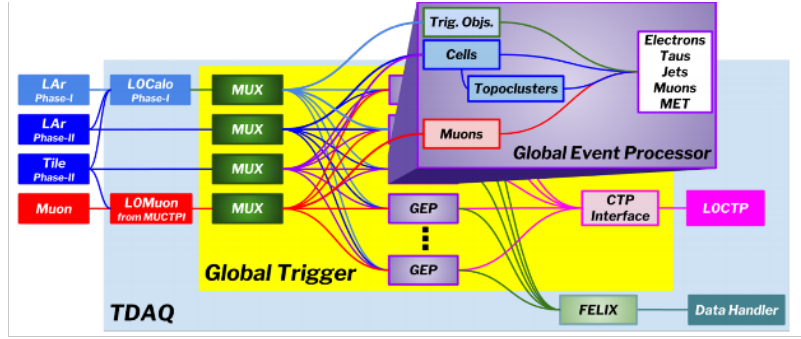 Trig. Objs.
Cells
Topoclusters
Muons
Electrons
Taus
Jets
Muons
MET
Global Event Processor
LAr
Phase-I
L0Calo
Phase-I
MUX
LAr
Phase-II
MUX
Tile
Phase-II
MUX
Muon
L0Muon
from MUCTPI
MUX
GEP
CTP
Interface
L0CTP
GEP
Global Trigger
TDAQ
FELIX
Data Handler